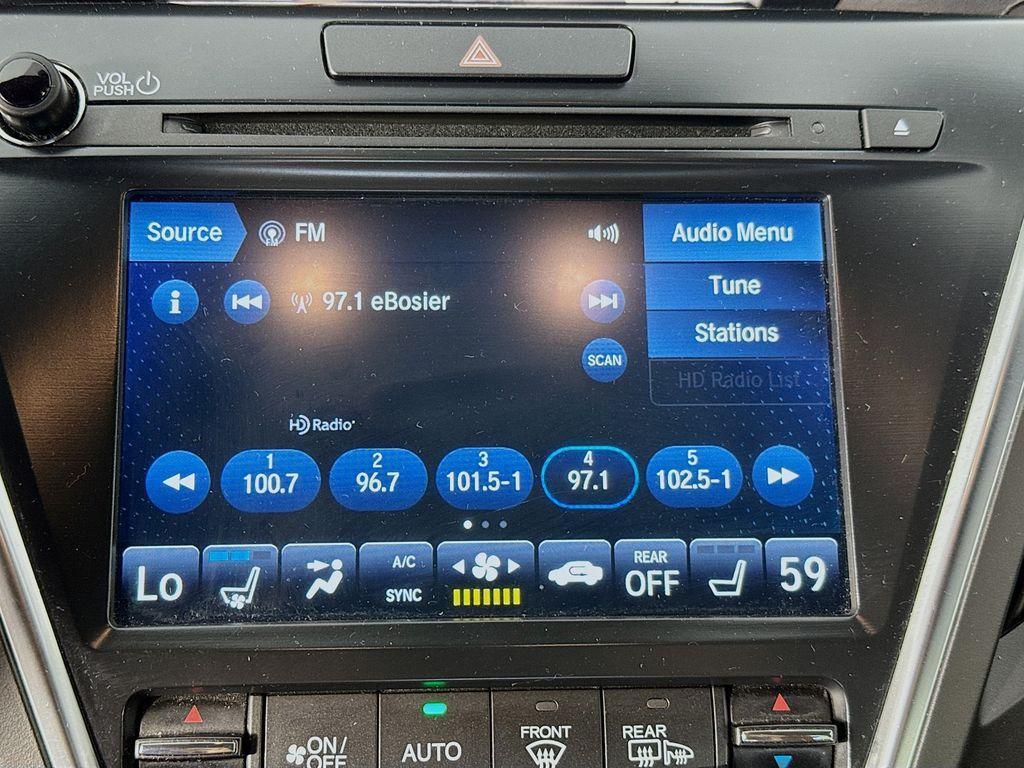 VOL
PUSH
Source
FM
FM
Audio Menu
i
97.1 eBosier
Tune
Stations
SCAN
HD Radio List
HD Radio
1
100.7
2
96.7
3
101.5-1
4
97.1
5
102.5-1
Lo
A/C
SYNC
REAR
OFF
59
ON/
OFF
AUTO
FRONT
REAR